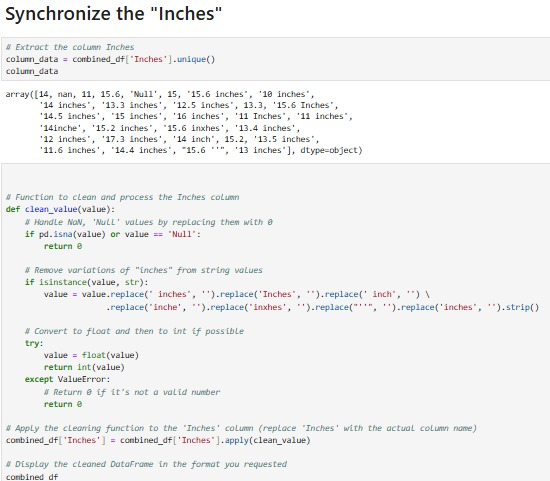 Synchronize the "Inches"
# Extract the column Inches
column_data = combined_df['Inches'].unique()
column_data
array([14, nan, 11, 15.6, 'Null', 15, '15.6 inches', '10 inches',
'14 inches', '13.3 inches', '12.5 inches', 13.3, '15.6 Inches',
'14.5 inches', '15 inches', '16 inches', '11 Inches', '11 inches',
'14inche', '15.2 inches', '15.6 inxhes', '13.4 inches',
'12 inches', '17.3 inches', '14 inch', 15.2, '13.5 inches',
'11.6 inches', '14.4 inches', "15.6 ''", '13 inches'], dtype=object)
# Function to clean and process the Inches column
def clean_value(value):
# Handle NaN, 'Null' values by replacing them with 0
if pd.isna(value) or value == 'Null':
return 0
# Remove variations of "inches" from string values
if isinstance(value, str):
value = value.replace(' inches', '').replace('Inches', '').replace(' inch', '') \
.replace('inche', '').replace('inxhes', '').replace("''", '').replace('inches', '').strip()
# Convert to float and then to int if possible
try:
value = float(value)
return int(value)
except ValueError:
# Return 0 if it's not a valid number
return 0
# Apply the cleaning function to the 'Inches' column (replace 'Inches' with the actual column name)
combined_df['Inches'] = combined_df['Inches'].apply(clean_value)
# Display the cleaned DataFrame in the format you requested
combined_df